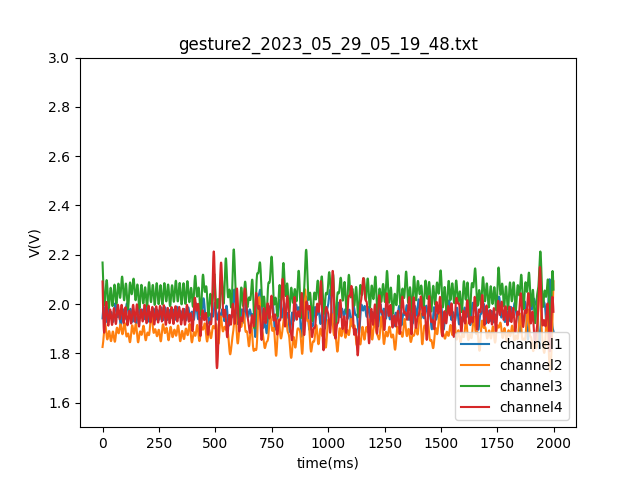 gesture2_2023_05_29_05_19_48.txt
3.0
2.8
2.6
2.4
2.2
2.0
1.8
1.6
V(V)
channel1
channel2
channel3
channel4
0 250 500 750 1000 1250 1500 1750 2000
time(ms)